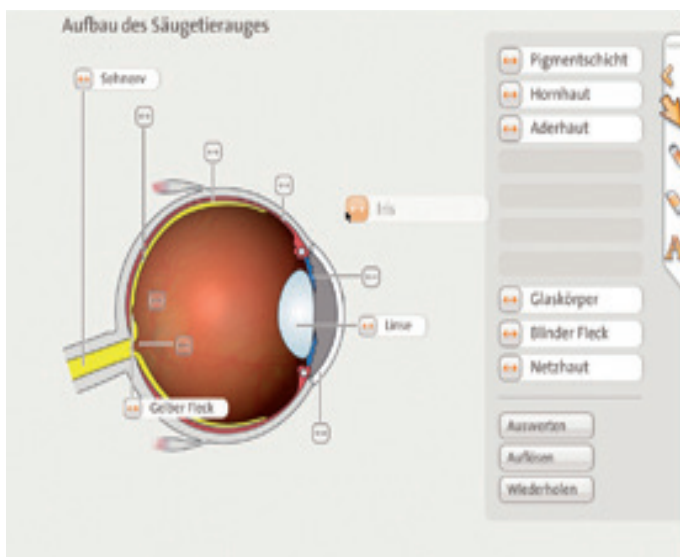 Aufbau des Säugetierauges
Sehnerv
Iris
Linse
Gelber Fleck
Pigmentschicht
Hornhaut
Aderhaut
Glaskörper
Blinder Fleck
Netzhaut
Auswerten
Auflösen
Wiederholen